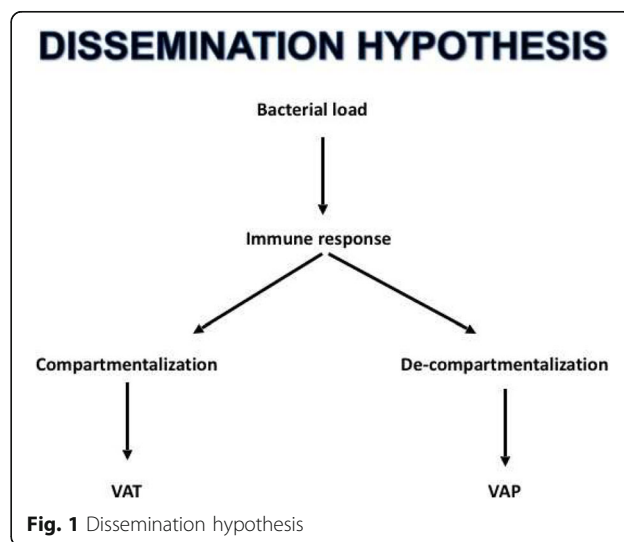 DISSEMINATION HYPOTHESIS
Bacterial load
Immune response
Compartmentalization
De-compartmentalization
VAT
VAP
Fig. 1 Dissemination hypothesis